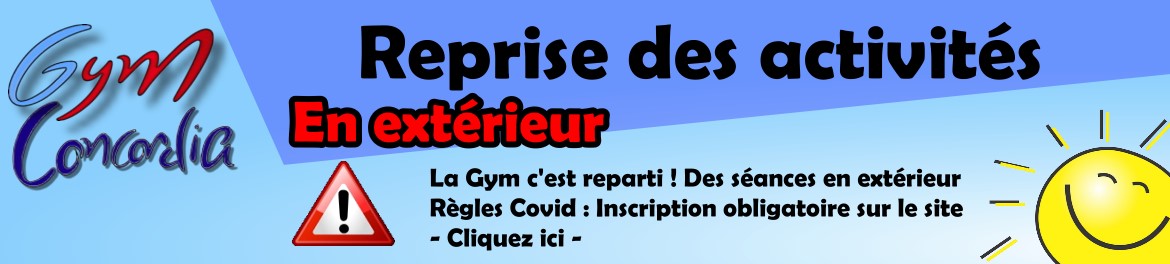 Gym
Concordia
Reprise des activités
En extérieur
La Gym c'est reparti ! Des séances en extérieur
Règles Covid : Inscription obligatoire sur le site
- Cliquez ici -